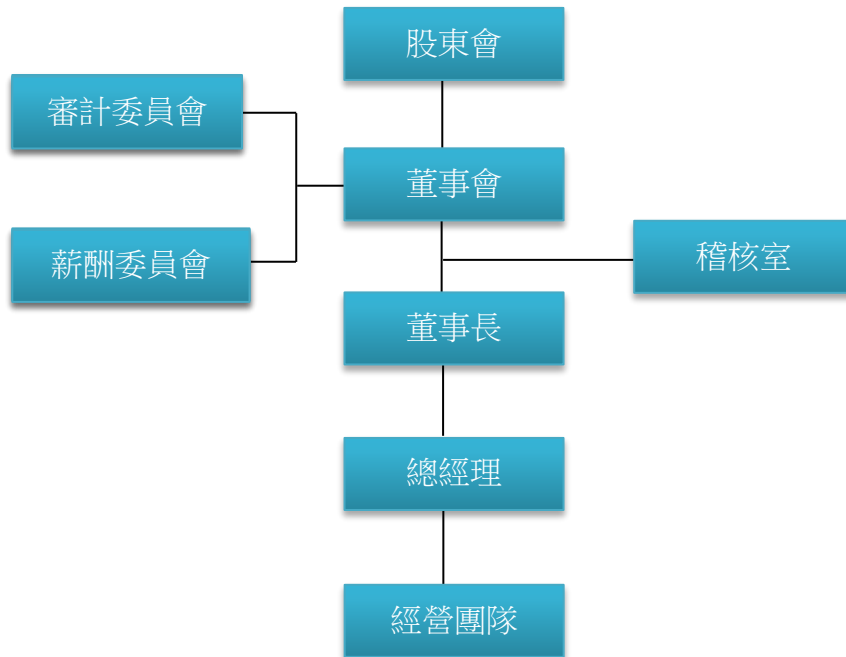 股東會
審計委員會
董事會
薪酬委員會
稽核室
董事長
總經理
經營團隊